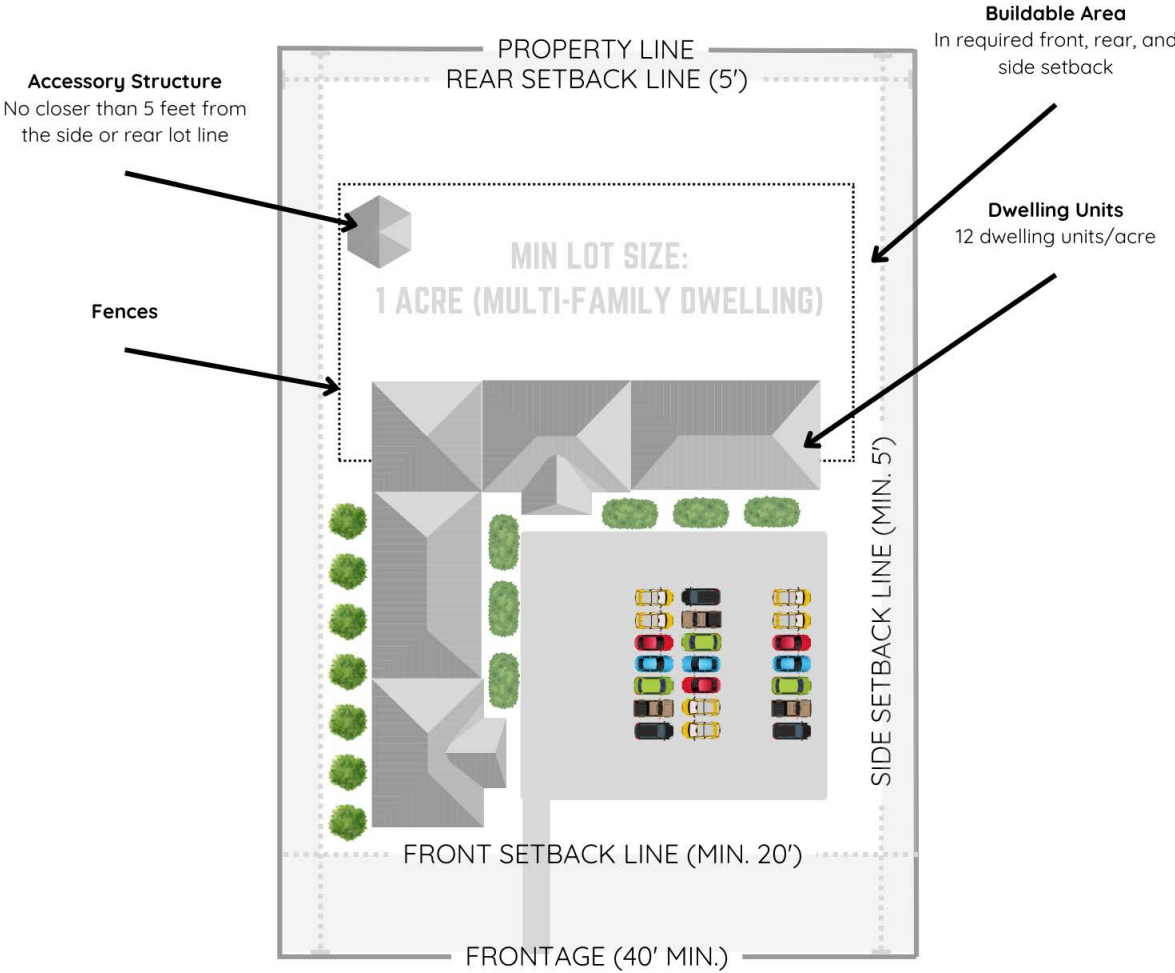 Buildable Area
In required front, rear, and
side setback
PROPERTY LINE
REAR SETBACK LINE (5')
Accessory Structure
No closer than 5 feet from
the side or rear lot line
Dwelling Units
12 dwelling units/acre
MIN LOT SIZE:
1 ACRE (MULTI-FAMILY DWELLING)
Fences
SIDE SETBACK LINE (MIN. 5')
FRONT SETBACK LINE (MIN. 20')
FRONTAGE (40' MIN.)